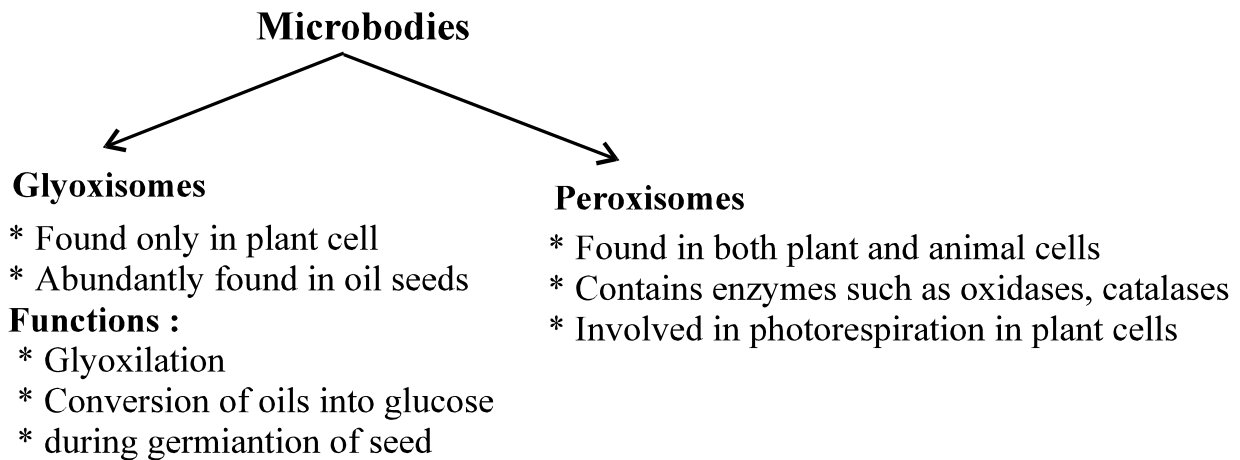 Microbodies
Glyoxisomes
* Found only in plant cell
* Abundantly found in oil seeds
Functions :
* Glyoxilation
* Conversion of oils into glucose
* during germiantion of seed
Peroxisomes
* Found in both plant and animal cells
* Contains enzymes such as oxidases, catalases
* Involved in photorespiration in plant cells